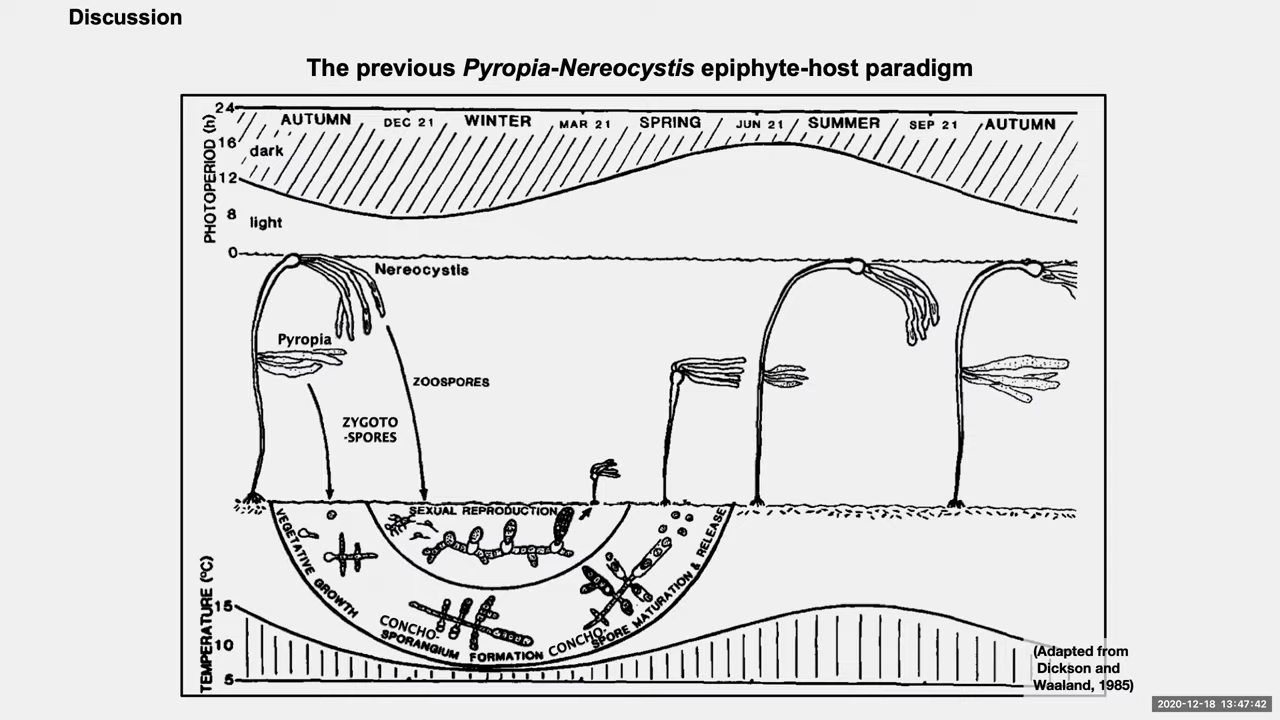 Discussion
The previous Pyropia-Nereocystis epiphyte-host paradigm
PHOTOPERIOD (h)
24
16
12
8
0
AUTUMN DEC 21 WINTER MAR 21 SPRING JUN 21 SUMMER SEP 21 AUTUMN
dark
light
Nereocystis
Pyropia
ZOOSPORES
ZYGOTO
-SPORES
SEXUAL REPRODUCTION
VEGETATIVE GROWTH
CONCHO-
SPORANGIUM FORMATION
CONCHO-
SPORE MATURATION & RELEASE
TEMPERATURE (ºC)
15
10
5
(Adapted from
Dickson and
Waaland, 1985)
2020-12-18 13:47:42